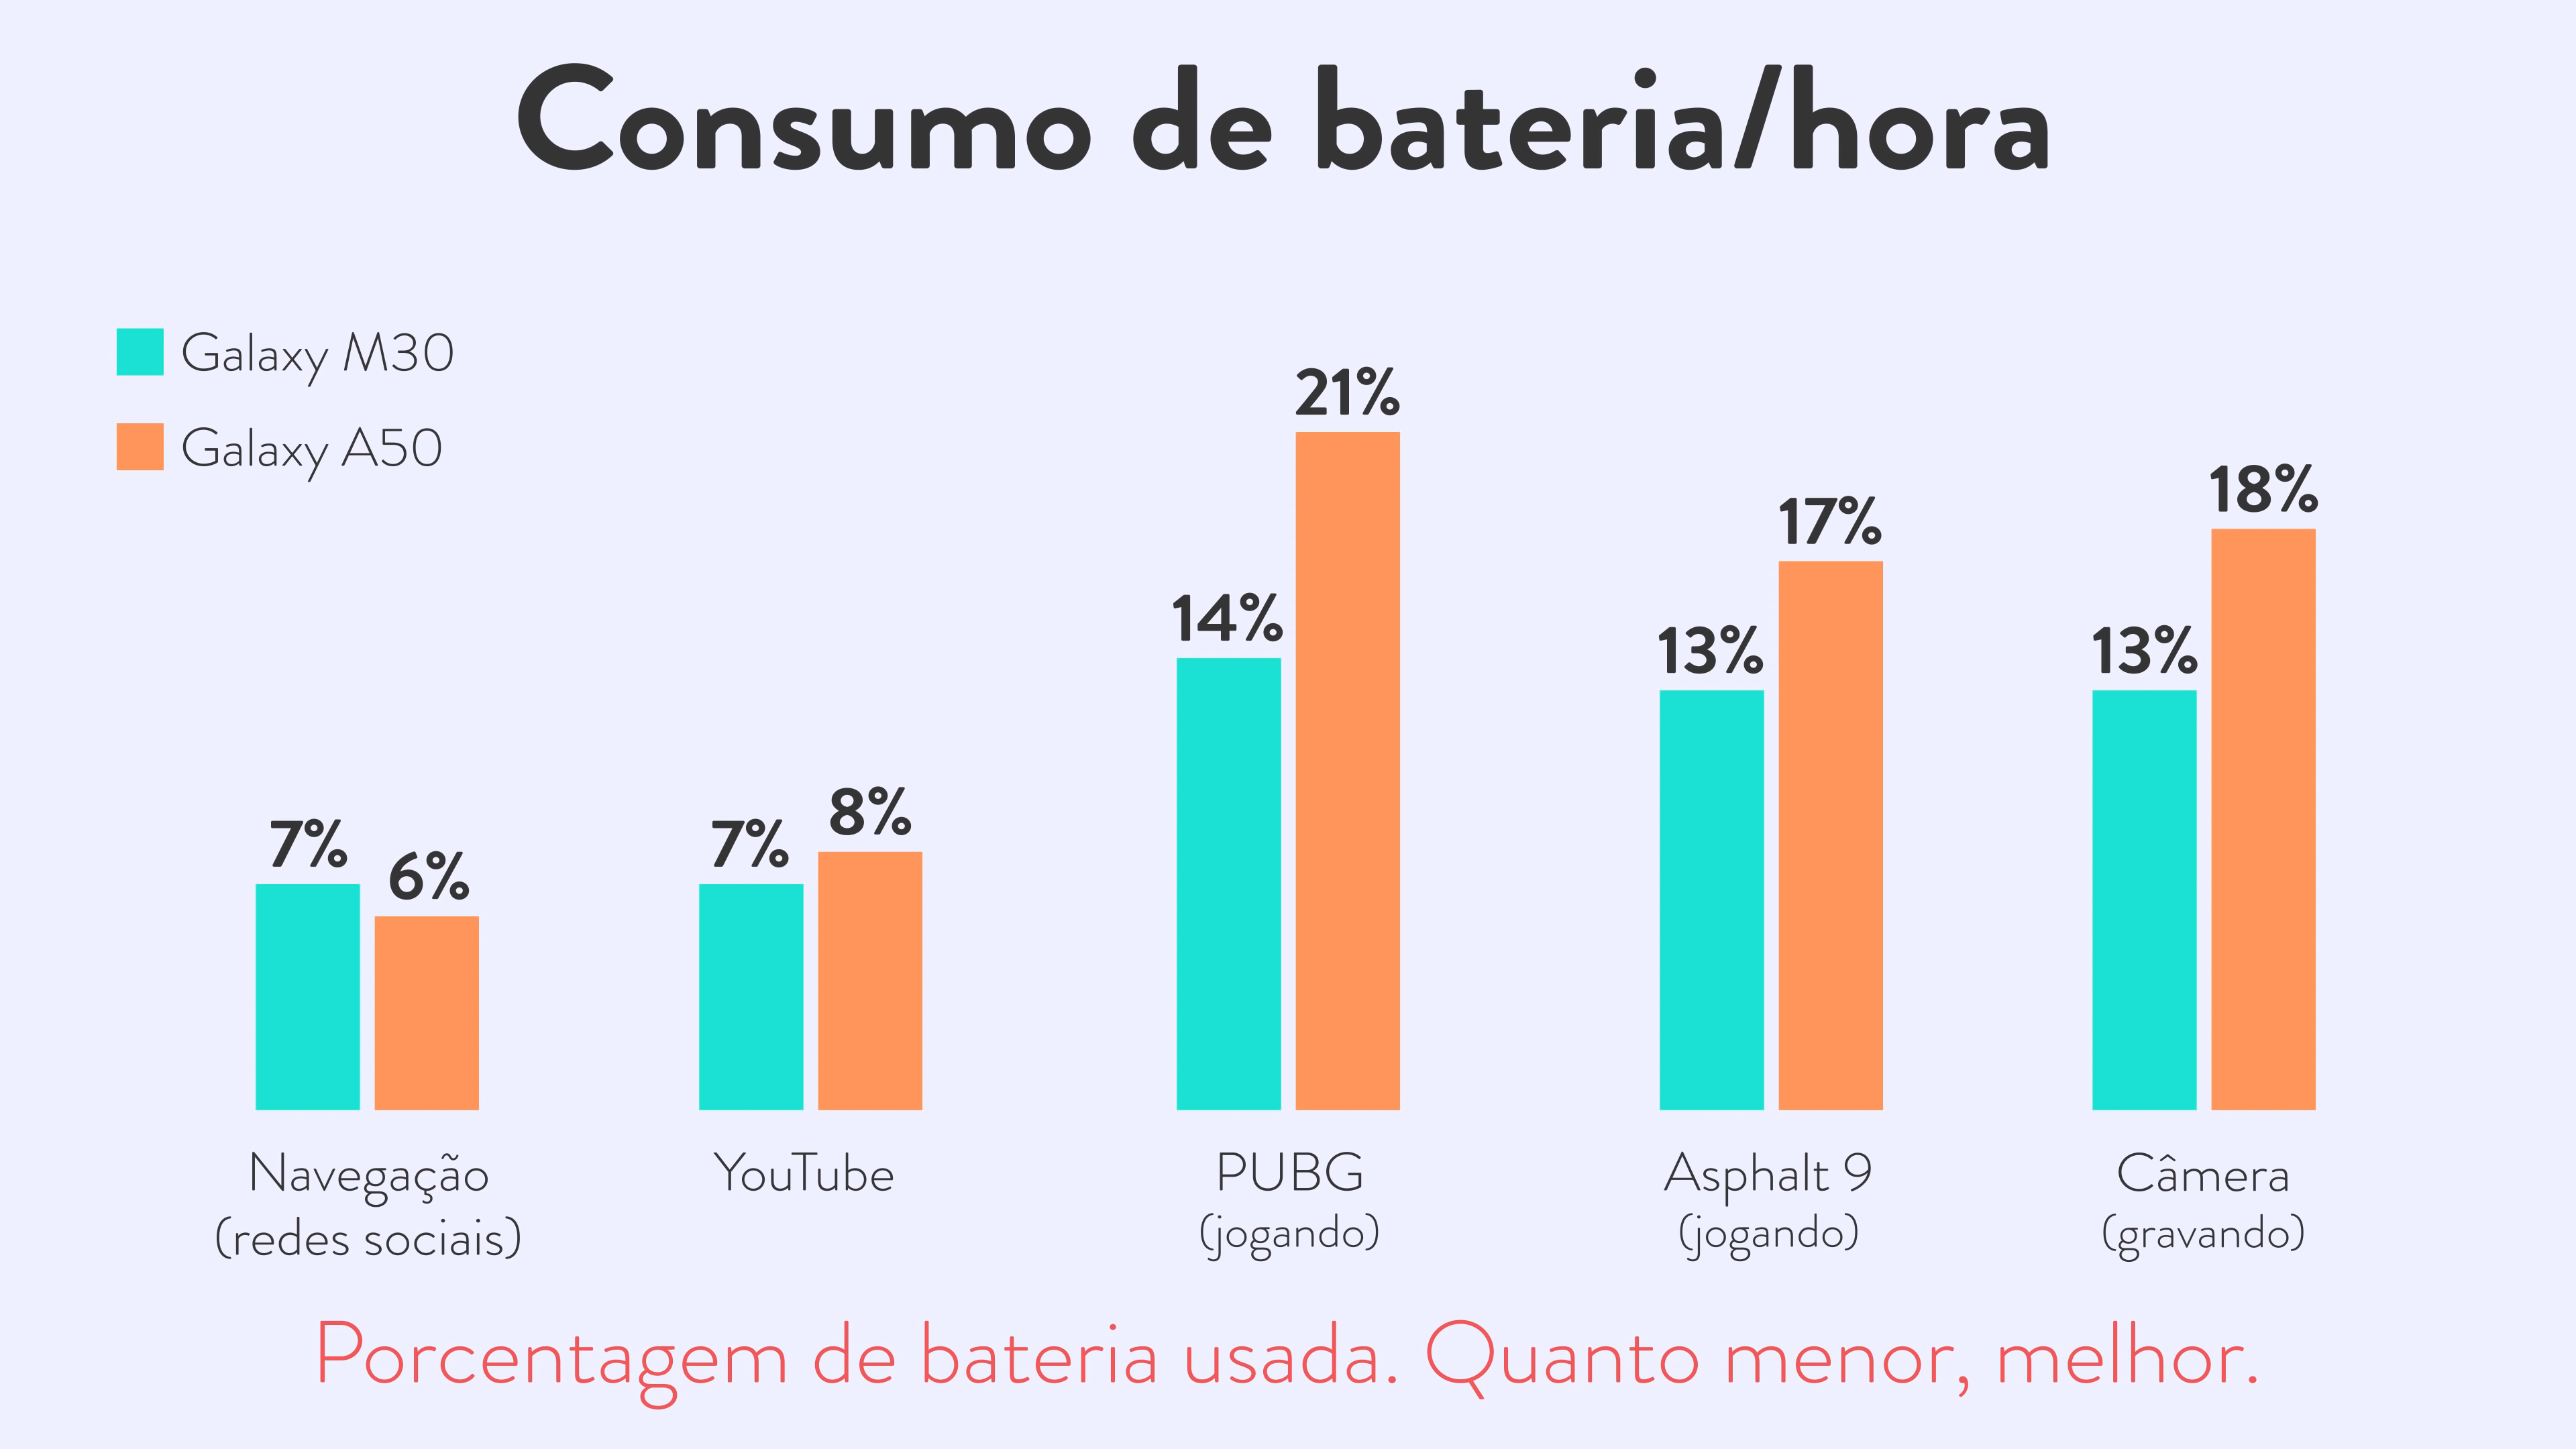 Consumo de bateria/hora
Galaxy M30
Galaxy A50
7%
6%
7%
8%
14%
21%
13%
17%
13%
18%
Navegação
(redes sociais)
YouTube
PUBG
(jogando)
Asphalt 9
(jogando)
Câmera
(gravando)
Porcentagem de bateria usada. Quanto menor, melhor.